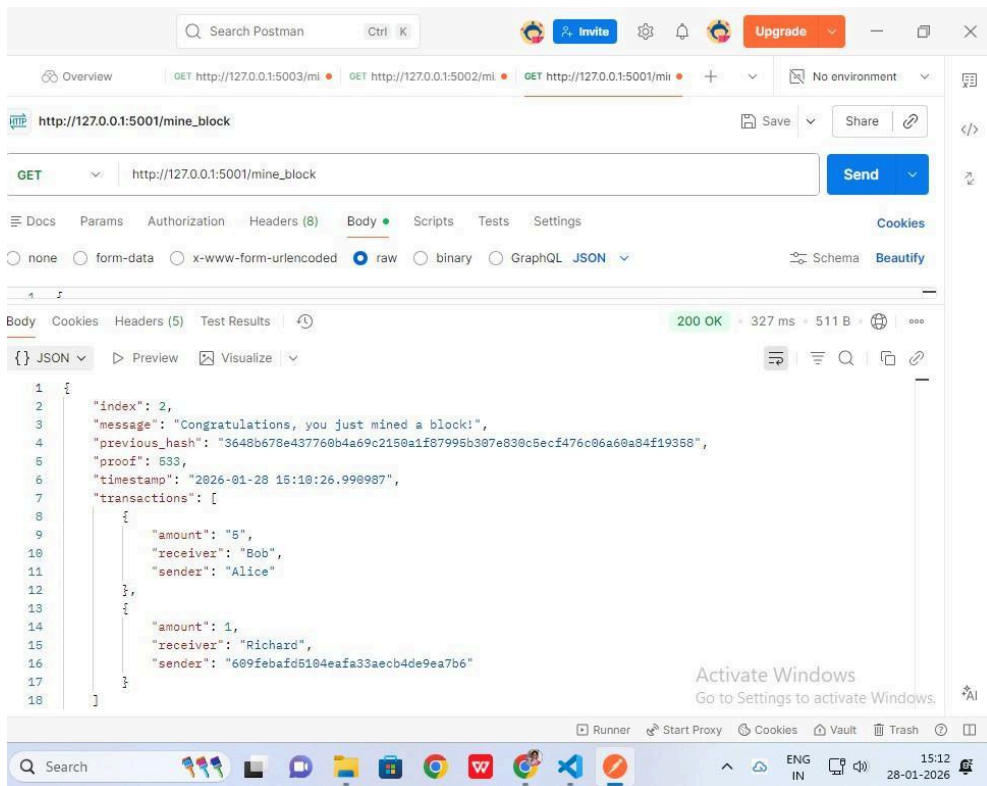 Search Postman Ctrl K Invite Upgrade
Overview GET http://127.0.0.1:5003/mi GET http://127.0.0.1:5002/mi. GET http://127.0.0.1:5001/min No environment
HTTP http://127.0.0.1:5001/mine_block Save Share
GET http://127.0.0.1:5001/mine_block Send
Docs Params Authorization Headers (8) Body Scripts Tests Settings Cookies
none form-data x-www-form-urlencoded raw binary GraphQL JSON Schema Beautify
Body Cookies Headers (5) Test Results 200 OK 327 ms 511 B
{} JSON Preview Visualize
1 {
2 "index": 2,
3 "message": "Congratulations, you just mined a block!",
4 "previous_hash": "3648b678e437760b4a69c2150a1f87995b307e830c5ecf476c06a60a84f19358",
5 "proof": 533,
6 "timestamp": "2026-01-28 15:10:26.990987",
7 "transactions": [
8 {
9 "amount": "5",
10 "receiver": "Bob",
11 "sender": "Alice"
12 },
13 {
14 "amount": 1,
15 "receiver": "Richard",
16 "sender": "609febafd5104eafa33aecb4de9ea7b6"
17 }
18 ]
Activate Windows
Go to Settings to activate Windows.
AI
Runner Start Proxy Cookies Vault Trash
Search ENG 15:12
IN 28-01-2026